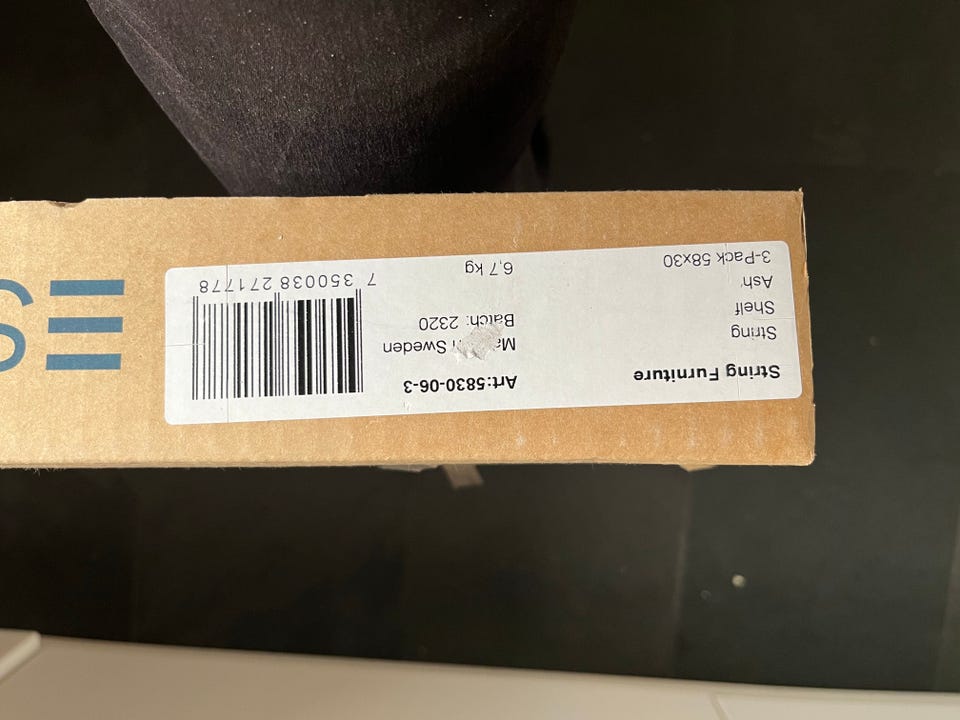 String Furniture
String
Shelf
Ash
3-Pack 58x30
Art:5830-06-3
Sweden
Batch: 2320
6,7 kg
7 350038 271778